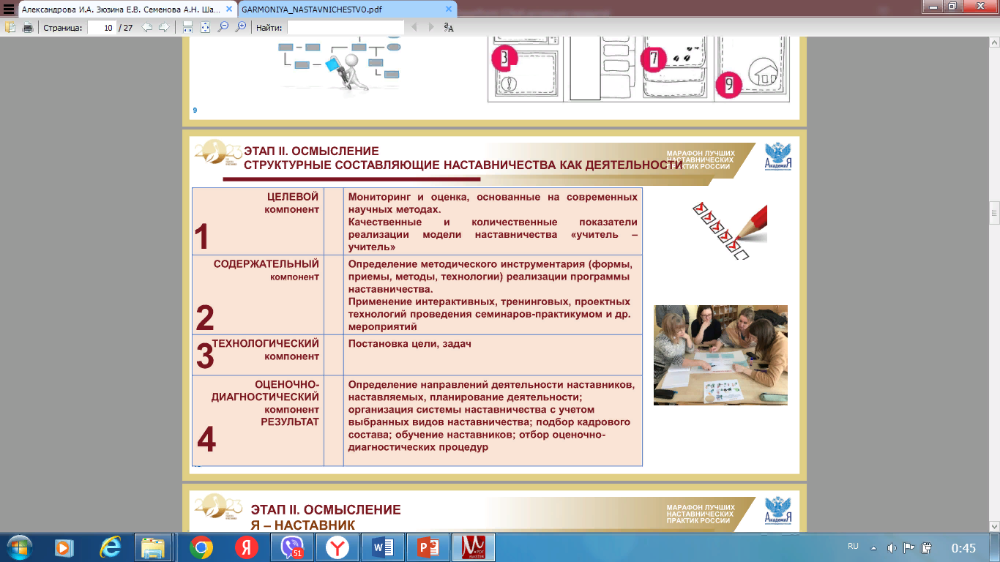 Александрова И.А. Зюзина Е.В. Семенова А.Н. Ша...
GARMONIYA_NASTAVNICHESTVO.pdf
Страница: 10 / 27
Найти:
3
7
9
9
2023
ЭТАП II. ОСМЫСЛЕНИЕ
СТРУКТУРНЫЕ СОСТАВЛЯЮЩИЕ НАСТАВНИЧЕСТВА КАК ДЕЯТЕЛЬНОСТИ
МАРАФОН ЛУЧШИХ
НАСТАВНИЧЕСКИХ
ПРАКТИК РОССИИ
АкадемиЯ
ЦЕЛЕВОЙ
компонент
1
Мониторинг и оценка, основанные на современных
научных методах.
Качественные и количественные показатели
реализации модели наставничества «учитель –
учитель»
СОДЕРЖАТЕЛЬНЫЙ
компонент
2
Определение методического инструментария (формы,
приемы, методы, технологии) реализации программы
наставничества.
Применение интерактивных, тренинговых, проектных
технологий проведения семинаров-практикумом и др.
мероприятий
ТЕХНОЛОГИЧЕСКИЙ
компонент
3
Постановка цели, задач
ОЦЕНОЧНО-
ДИАГНОСТИЧЕСКИЙ
компонент
РЕЗУЛЬТАТ
4
Определение направлений деятельности наставников,
наставляемых, планирование деятельности;
организация системы наставничества с учетом
выбранных видов наставничества; подбор кадрового
состава; обучение наставников; отбор оценочно-
диагностических процедур
2023
ЭТАП II. ОСМЫСЛЕНИЕ
Я – НАСТАВНИК
МАРАФОН ЛУЧШИХ
НАСТАВНИЧЕСКИХ
ПРАКТИК РОССИИ
АкадемиЯ
51
PDF
MASTER
RU
0:45